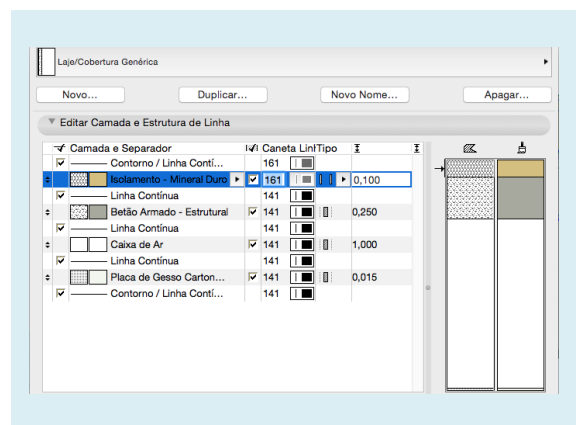 Laje/Cobertura Genérica
Novo... Duplicar... Novo Nome... Apagar...
Editar Camada e Estrutura de Linha
Camada e Separador Caneta LinhTipo
Contorno / Linha Contí... 161
Isolamento - Mineral Duro 161 0,100
Linha Contínua 141
Betão Armado - Estrutural 141 0,250
Linha Contínua 141
Caixa de Ar 141 1,000
Linha Contínua 141
Placa de Gesso Carton... 141 0,015
Contorno / Linha Contí... 141